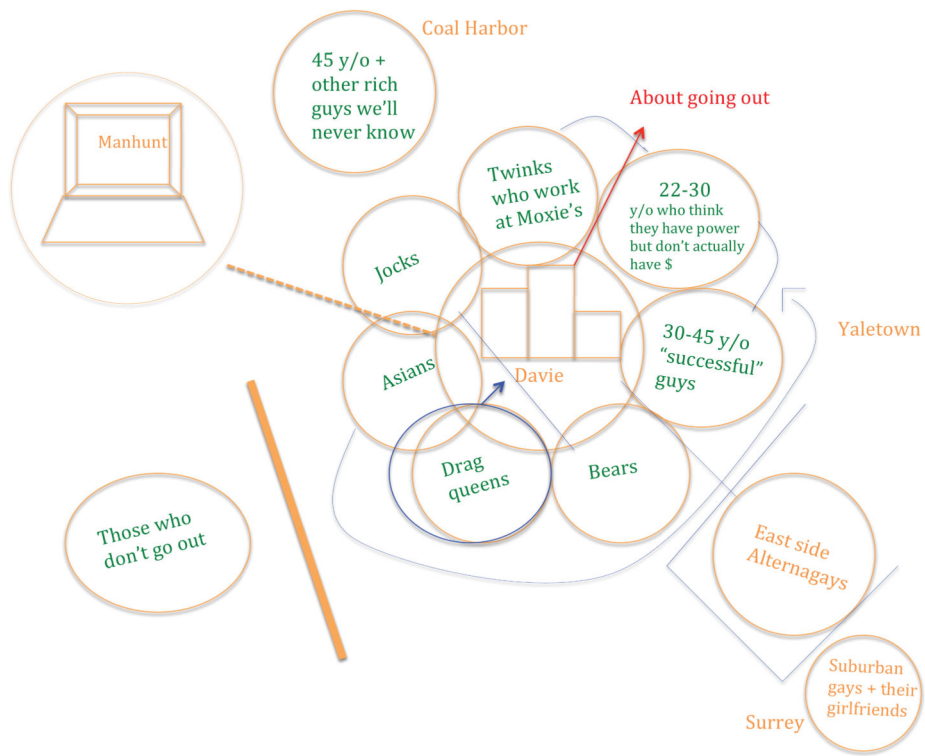 Coal Harbor
45 y/o +
other rich
guys we'll
never know
Manhunt
About going out
Twinks
who work
at Moxie's
22-30
y/o who think
they have power
but don't actually
have $
Jocks
Yaletown
30-45 y/o
"successful"
guys
Asians
Davie
Drag
queens
Bears
Those who
don't go out
East side
Alternagays
Suburban
gays + their
girlfriends
Surrey